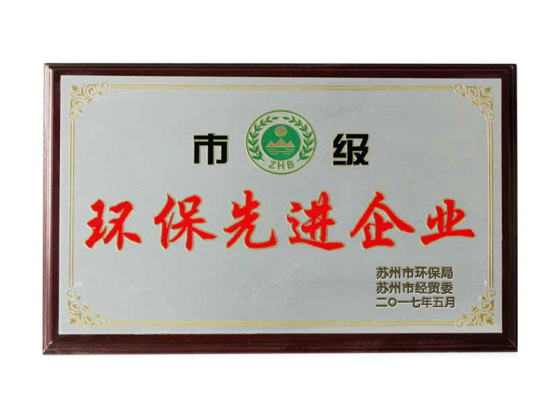 市 级
ZHB
环保先进企业
苏州市环保局
苏州市经贸委
二〇一七年五月